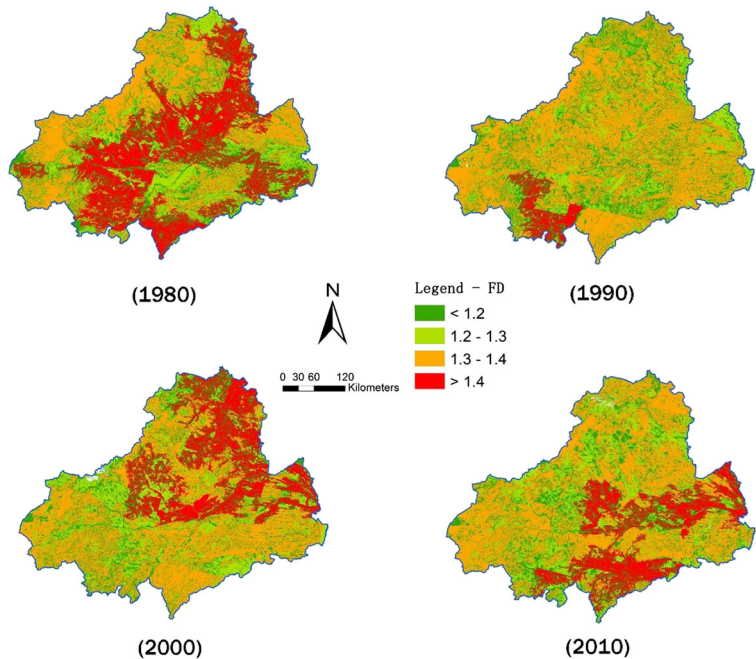 (1980)
(1990)
N
0 30 60 120
Kilometers
Legend - FD
< 1.2
1.2 - 1.3
1.3 - 1.4
> 1.4
(2000)
(2010)